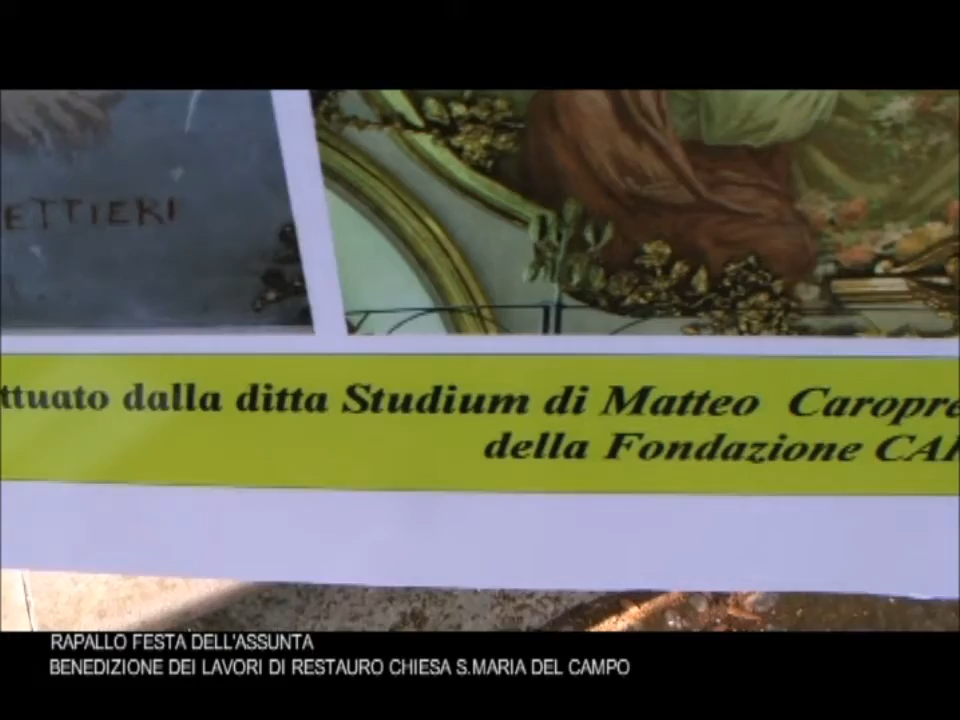 ETTIERI
ttuato dalla ditta Studium di Matteo Caropre
della Fondazione CAR
RAPALLO FESTA DELL'ASSUNTA
BENEDIZIONE DEI LAVORI DI RESTAURO CHIESA S.MARIA DEL CAMPO